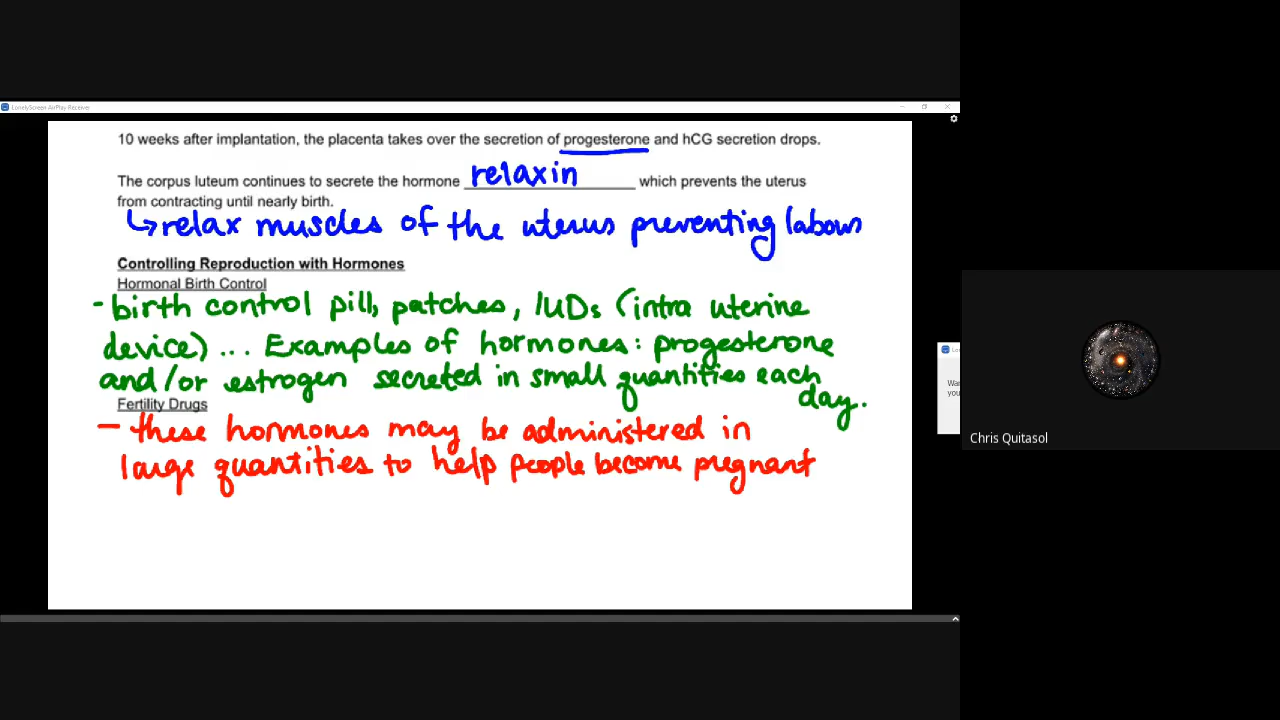 LonelyScreen AirPlay Receiver
10 weeks after implantation, the placenta takes over the secretion of progesterone and hCG secretion drops.
The corpus luteum continues to secrete the hormone relaxin which prevents the uterus
from contracting until nearly birth.
↳relax muscles of the uterus preventing labour
Controlling Reproduction with Hormones
Hormonal Birth Control
- birth control pill, patches, IUDs (intra uterine
device) ... Examples of hormones: progesterone
and/or estrogen secreted in small quantities each
day.
Fertility Drugs
- these hormones may be administered in
large quantities to help people become pregnant
Chris Quitasol